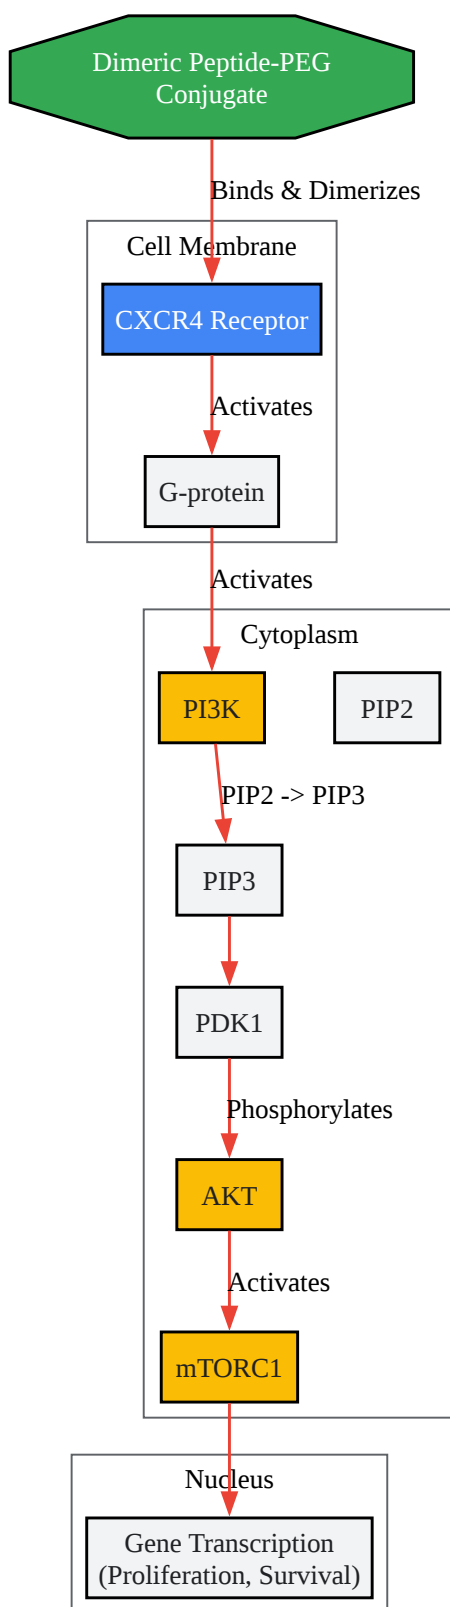 Dimeric Peptide-PEG
Conjugate
Binds & Dimerizes
Cell Membrane
CXCR4 Receptor
Activates
G-protein
Activates
Cytoplasm
PI3K
PIP2
PIP2 -> PIP3
PIP3
PDK1
Phosphorylates
AKT
Activates
mTORC1
Nucleus
Gene Transcription
(Proliferation, Survival)